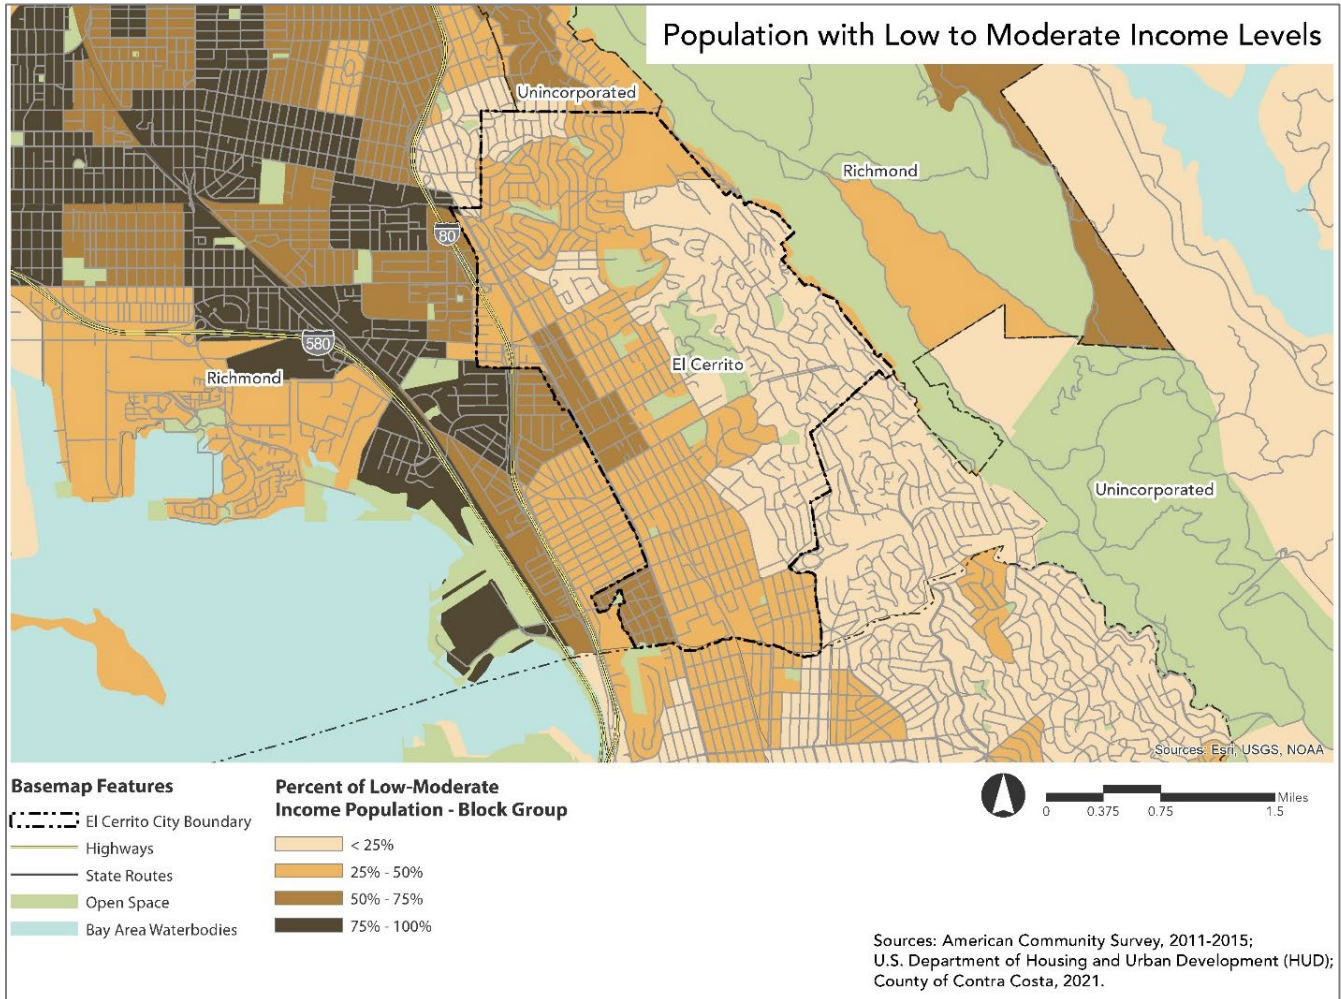 Population with Low to Moderate Income Levels
Unincorporated
Richmond
80
580
Richmond
El Cerrito
Unincorporated
Sources: Esri, USGS, NOAA
Basemap Features
El Cerrito City Boundary
Highways
State Routes
Open Space
Bay Area Waterbodies
Percent of Low-Moderate
Income Population - Block Group
< 25%
25% - 50%
50% - 75%
75% - 100%
Miles
0 0.375 0.75 1.5
Sources: American Community Survey, 2011-2015;
U.S. Department of Housing and Urban Development (HUD);
County of Contra Costa, 2021.